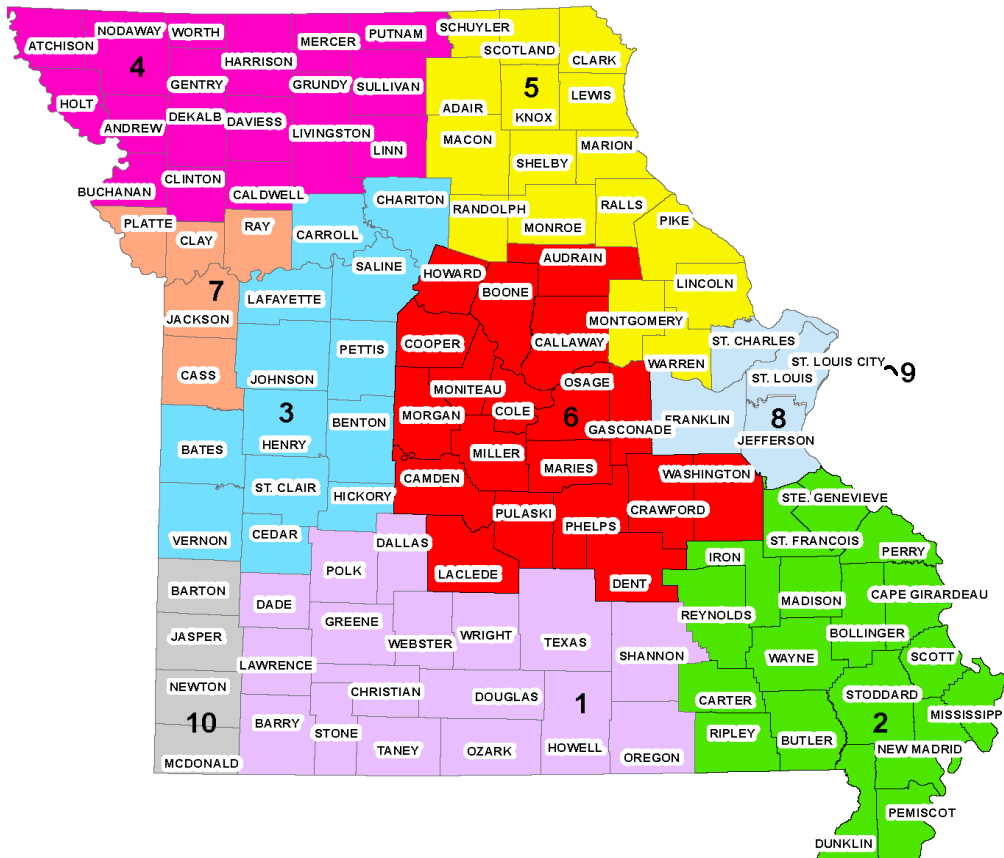 ATCHISON
NODAWAY
WORTH
MERCER
PUTNAM
SCHUYLER
SCOTLAND
CLARK
HARRISON
4
HOLT
GENTRY
GRUNDY
SULLIVAN
5
ADAIR
KNOX
LEWIS
ANDREW
DEKALB
DAVIESS
LIVINGSTON
LINN
MACON
SHELBY
MARION
BUCHANAN
CLINTON
CALDWELL
CHARITON
RANDOLPH
MONROE
RALLS
PIKE
PLATTE
CLAY
RAY
CARROLL
SALINE
HOWARD
AUDRAIN
BOONE
LINCOLN
7
JACKSON
LAFAYETTE
MONTGOMERY
COOPER
CALLAWAY
WARREN
ST. CHARLES
ST. LOUIS CITY
9
CASS
JOHNSON
PETTIS
MONITEAU
OSAGE
ST. LOUIS
3
HENRY
BENTON
MORGAN
COLE
6
GASCONADE
FRANKLIN
8
JEFFERSON
BATES
ST. CLAIR
HICKORY
CAMDEN
MILLER
MARIES
WASHINGTON
STE. GENEVIEVE
VERNON
CEDAR
DALLAS
PULASKI
PHELPS
CRAWFORD
ST. FRANCOIS
PERRY
BARTON
POLK
LACLEDE
DENT
IRON
MADISON
CAPE GIRARDEAU
DADE
GREENE
WEBSTER
WRIGHT
TEXAS
SHANNON
REYNOLDS
BOLLINGER
JASPER
LAWRENCE
WAYNE
SCOTT
NEWTON
CHRISTIAN
DOUGLAS
1
CARTER
STODDARD
MISSISSIPP
10
BARRY
STONE
TANEY
OZARK
HOWELL
OREGON
RIPLEY
BUTLER
2
NEW MADRID
MCDONALD
PEMISCOT
DUNKLIN